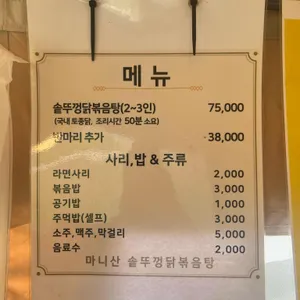 메 뉴
솥뚜껑닭볶음탕(2~3인) 75,000
(국내 토종닭, 조리시간 50분 소요)
반마리 추가 38,000
사리,밥 & 주류
라면사리 2,000
볶음밥 3,000
공기밥 1,000
주먹밥(셀프) 3,000
소주,맥주,막걸리 5,000
음료수 2,000
마니산 솥뚜껑닭볶음탕